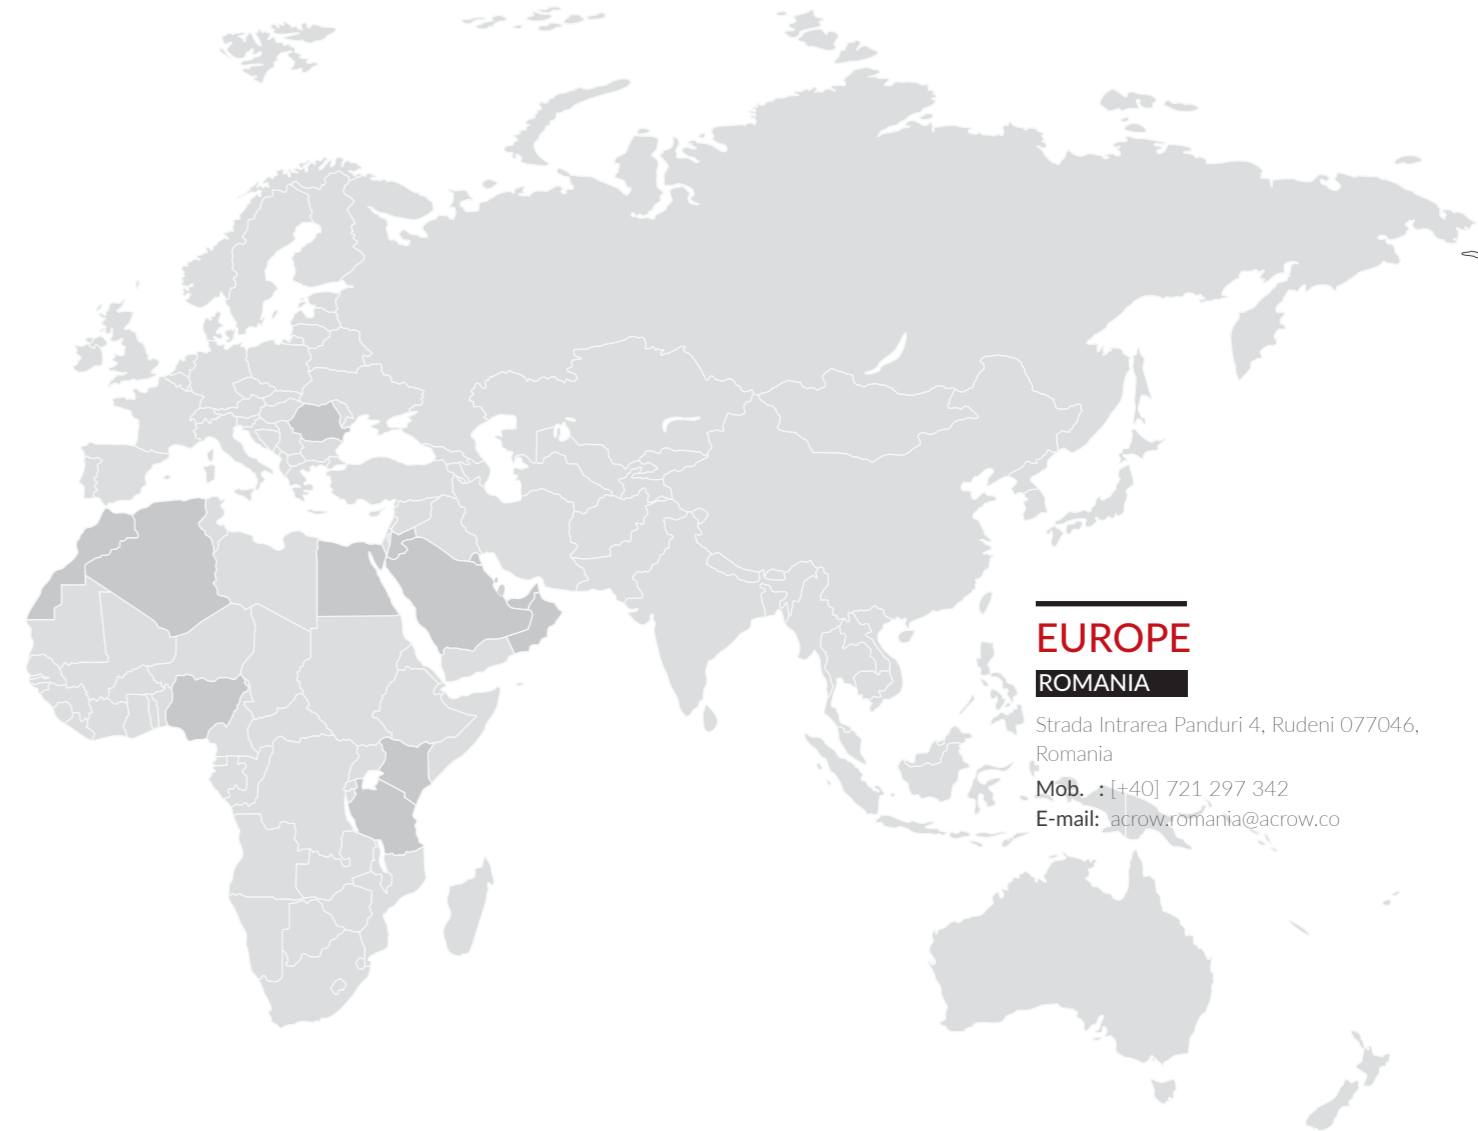 EUROPE
ROMANIA
Strada Intrarea Panduri 4, Rudeni 077046,
Romania
Mob. : [+40] 721 297 342
E-mail: acrow.romania@acrow.co